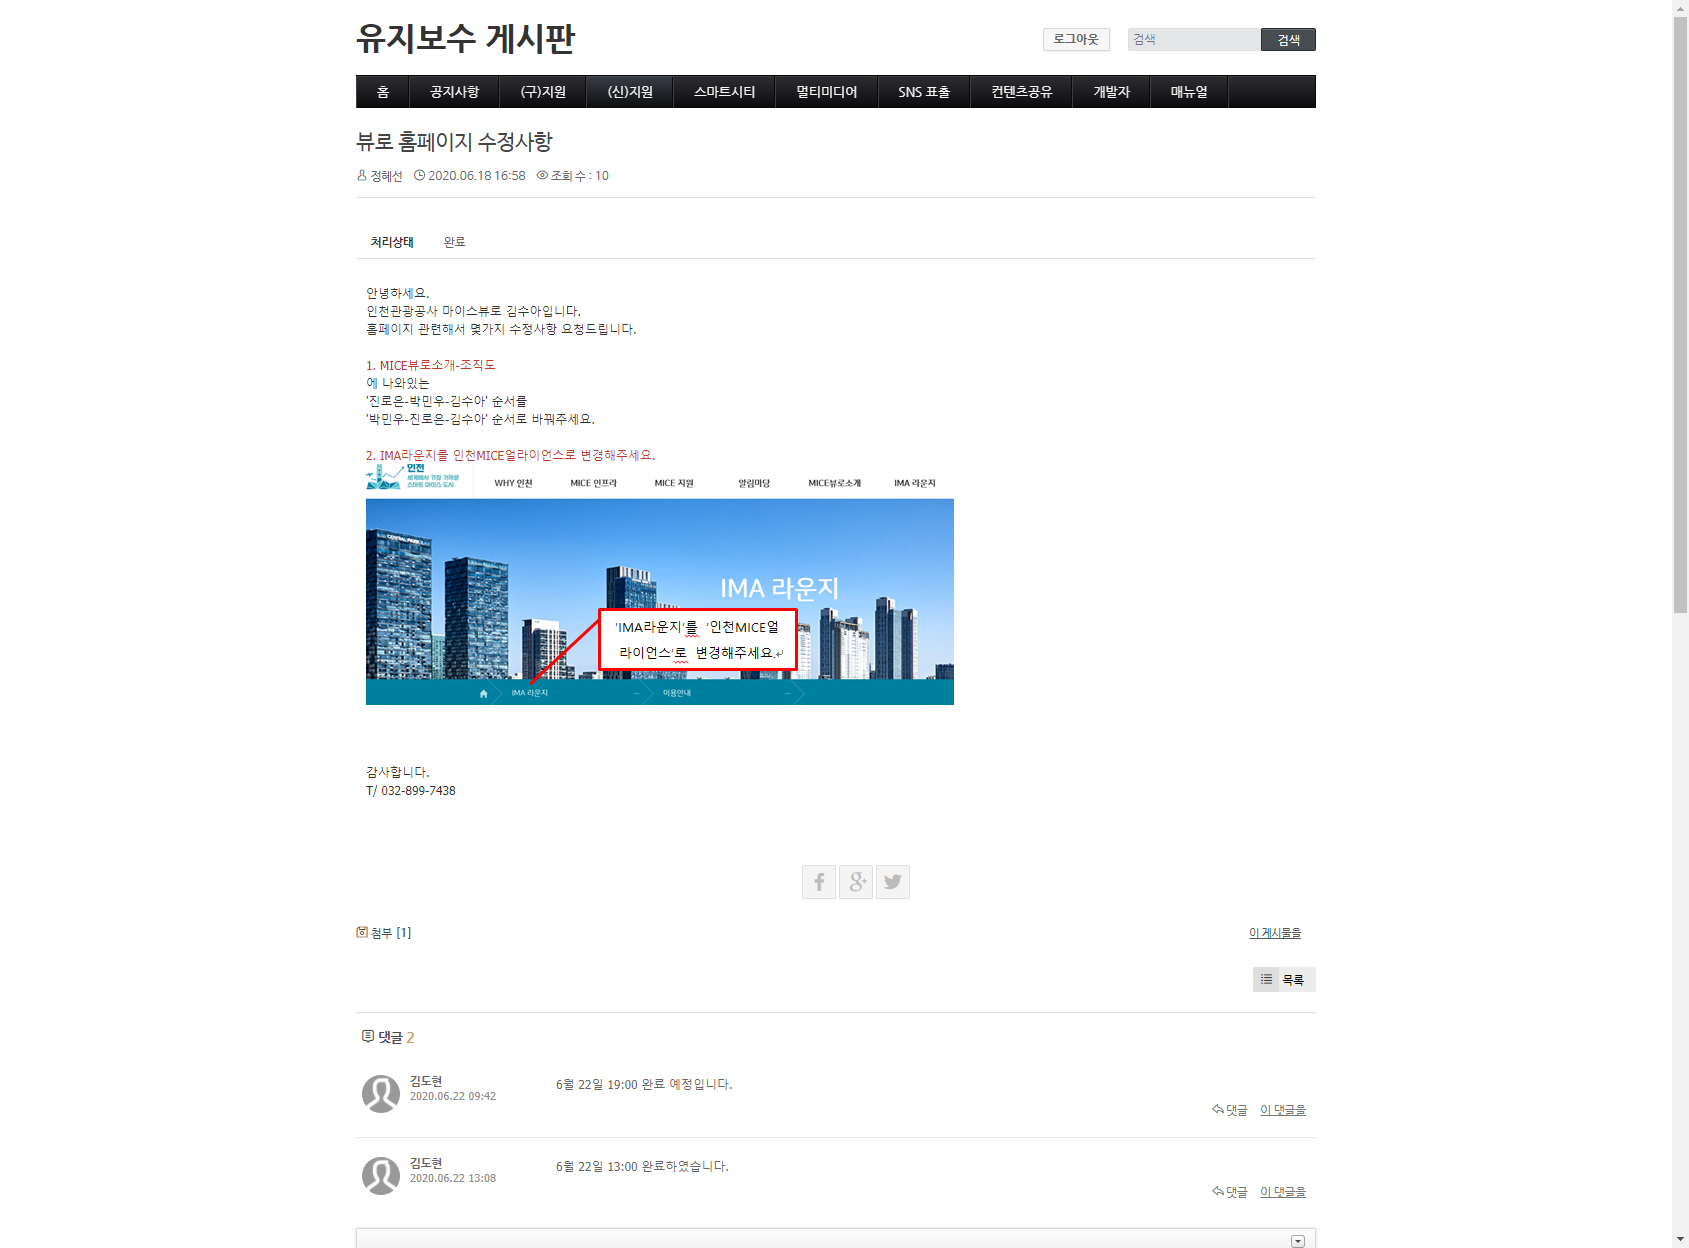 유지보수 게시판
로그아웃
검색
검색
홈 공지사항 (구)지원 (신)지원 스마트시티 멀티미디어 SNS 표출 컨텐츠공유 개발자 매뉴얼
뷰로 홈페이지 수정사항
정혜선 2020.06.18 16:58 조회 수 : 10
처리상태 완료
안녕하세요.
인천관광공사 마이스뷰로 김수아입니다.
홈페이지 관련해서 몇가지 수정사항 요청드립니다.
1. MICE뷰로소개-조직도
에 나와있는
'진로은-박민우-김수아' 순서를
'박민우-진로은-김수아' 순서로 바꿔주세요.
2. IMA라운지를 인천MICE얼라이언스로 변경해주세요.
인천
세계에서 가장 가까운
스마트 마이스 도시
WHY 인천 MICE 인프라 MICE 지원 알림마당 MICE뷰로소개 IMA 라운지
CENTRAL PARK
IMA 라운지
'IMA라운지'를 '인천MICE얼
라이언스'로 변경해주세요.
IMA 라운지 이용안내
감사합니다.
T/ 032-899-7438
첨부 [1]
이 게시물을
목록
댓글 2
김도현
2020.06.22 09:42
6월 22일 19:00 완료 예정입니다.
댓글 이 댓글을
김도현
2020.06.22 13:08
6월 22일 13:00 완료하였습니다.
댓글 이 댓글을